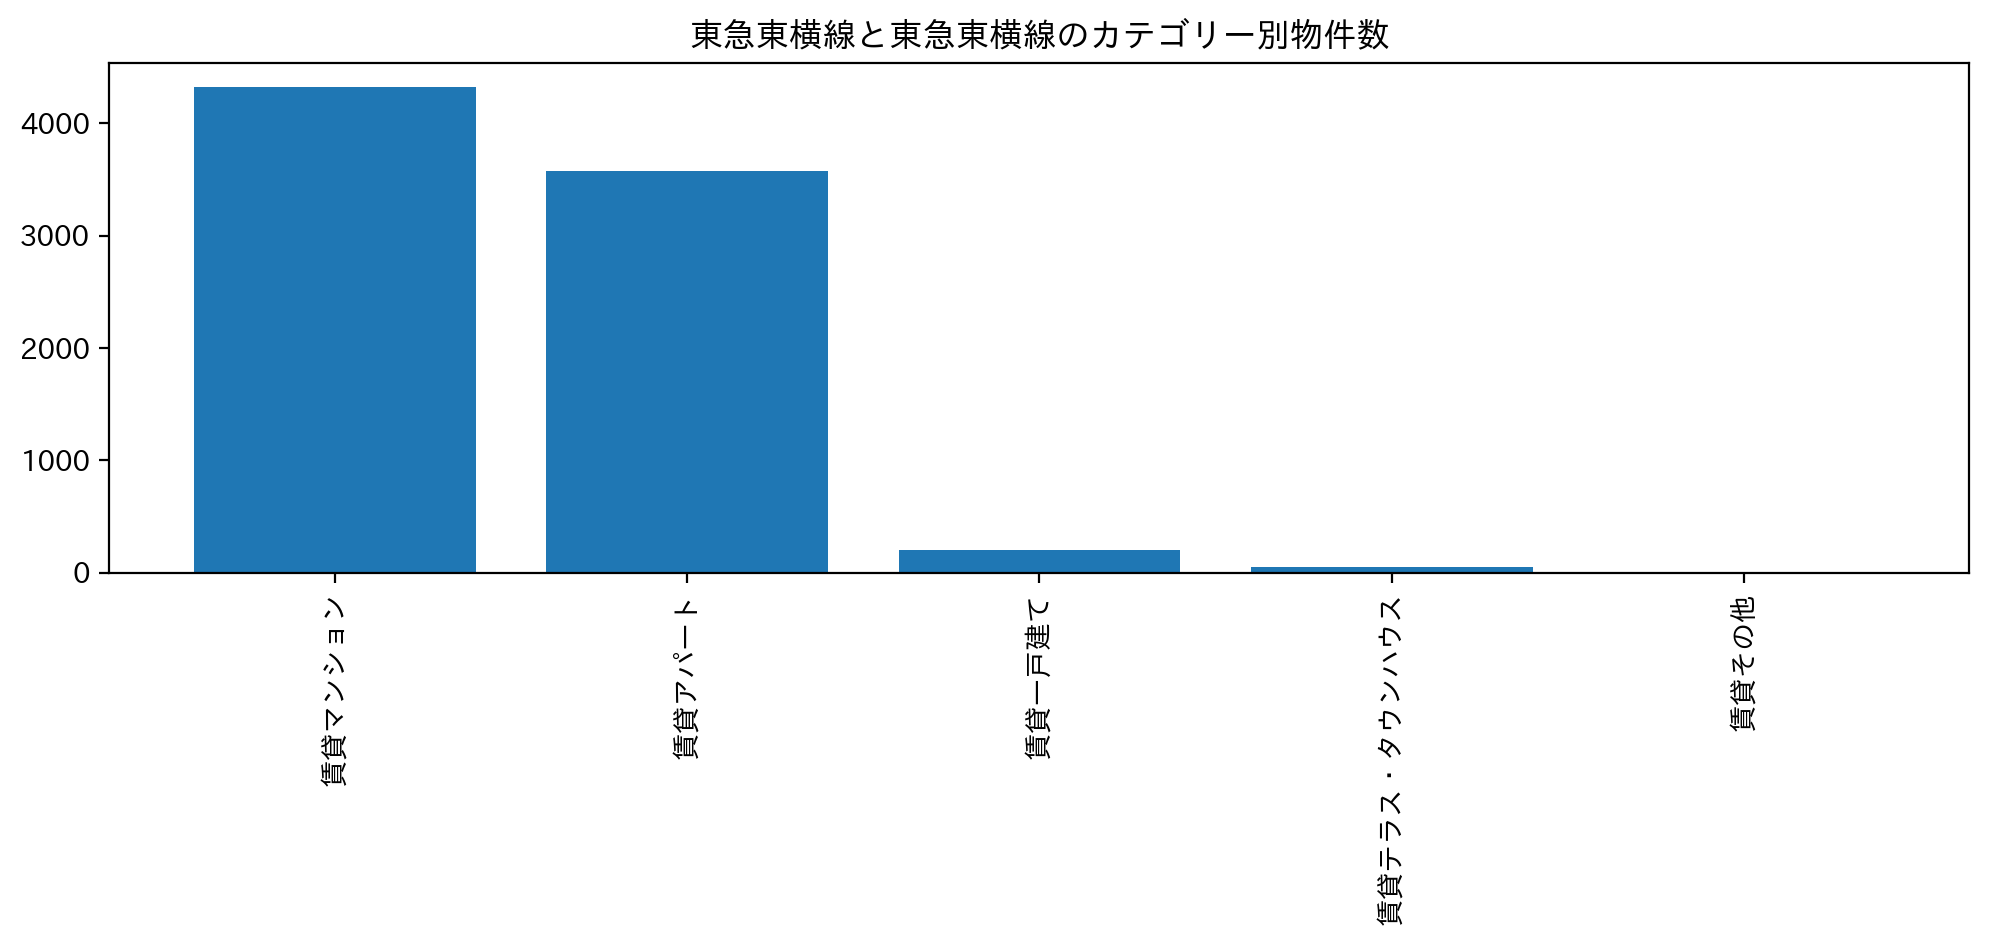 東急東横線と東急東横線のカテゴリー別物件数
4000
3000
2000
1000
0
賃貸マンション
賃貸アパート
賃貸一戸建て
賃貸テラス・タウンハウス
賃貸その他